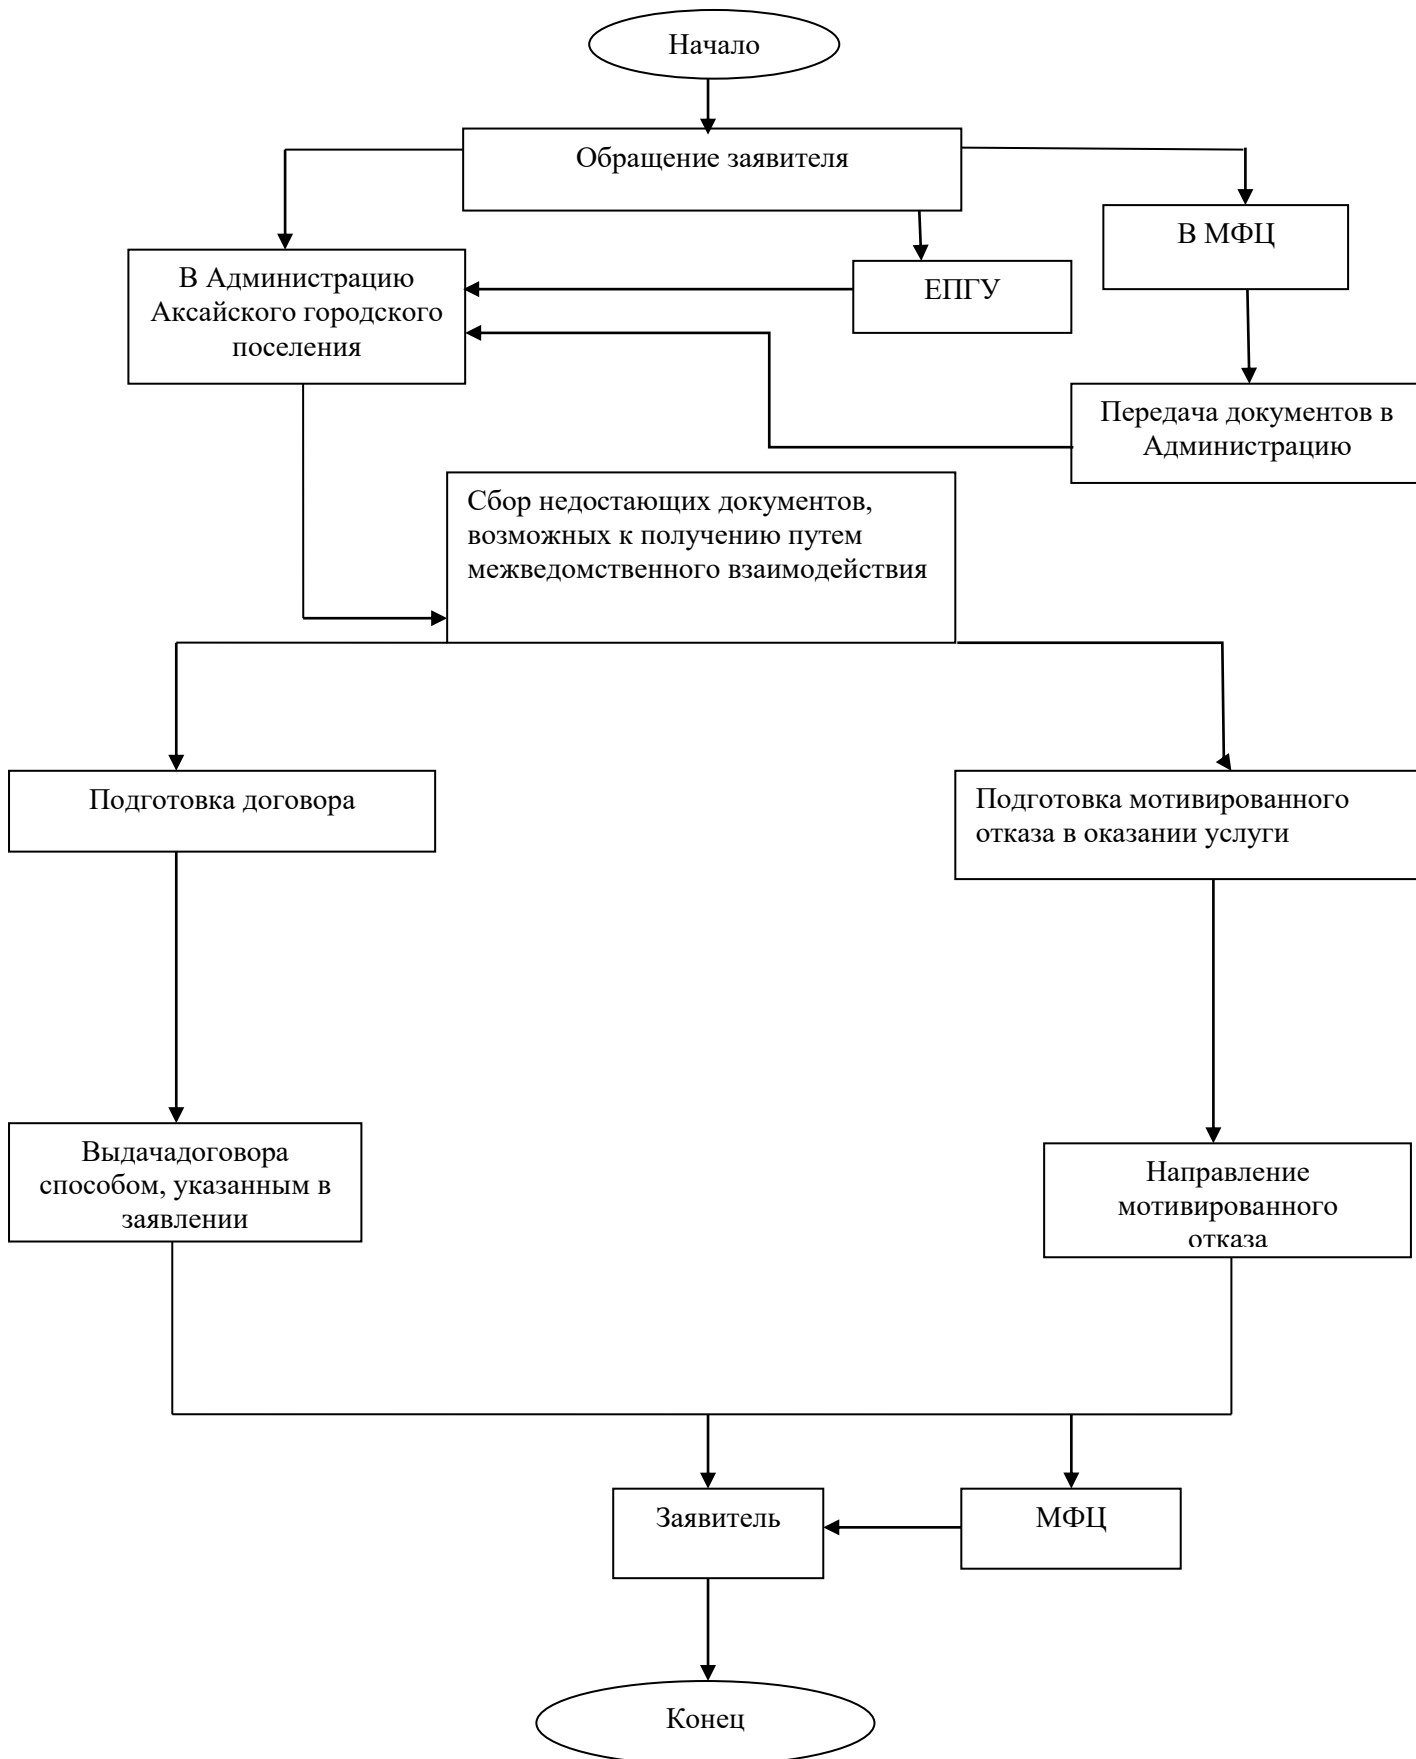 Начало
Обращение заявителя
В МФЦ
В Администрацию
Аксайского городского
поселения
ЕПГУ
Передача документов в
Администрацию
Сбор недостающих документов,
возможных к получению путем
межведомственного взаимодействия
Подготовка договора
Подготовка мотивированного
отказа в оказании услуги
Выдачадоговора
способом, указанным в
заявлении
Направление
мотивированного
отказа
Заявитель
МФЦ
Конец